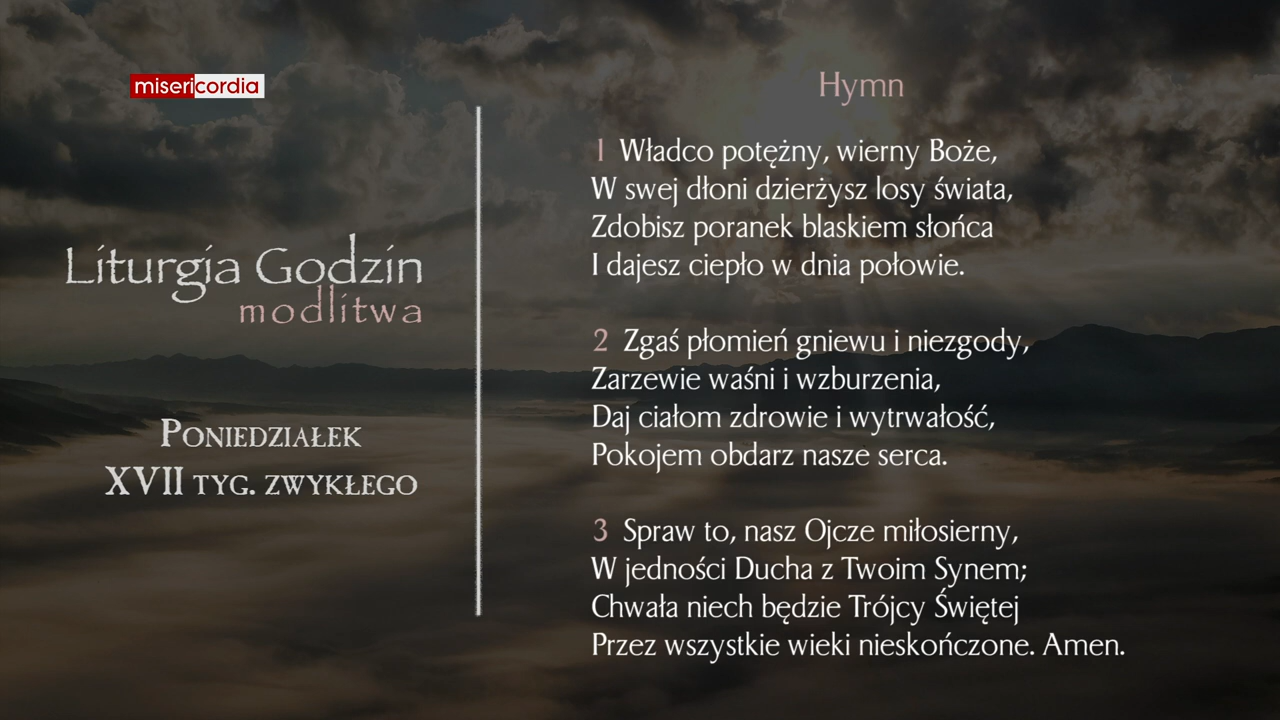 misericordia
Liturgia Godzin
modlitwa
Poniedziałek
XVII tyg. zwykłego
Hymn
1 Władco potężny, wierny Boże,
W swej dłoni dzierżysz losy świata,
Zdobisz poranek blaskiem słońca
I dajesz ciepło w dnia połowie.
2 Zgaś płomień gniewu i niezgody,
Zarzewie waśni i wzburzenia,
Daj ciałom zdrowie i wytrwałość,
Pokojem obdarz nasze serca.
3 Spraw to, nasz Ojcze miłosierny,
W jedności Ducha z Twoim Synem;
Chwała niech będzie Trójcy Świętej
Przez wszystkie wieki nieskończone. Amen.